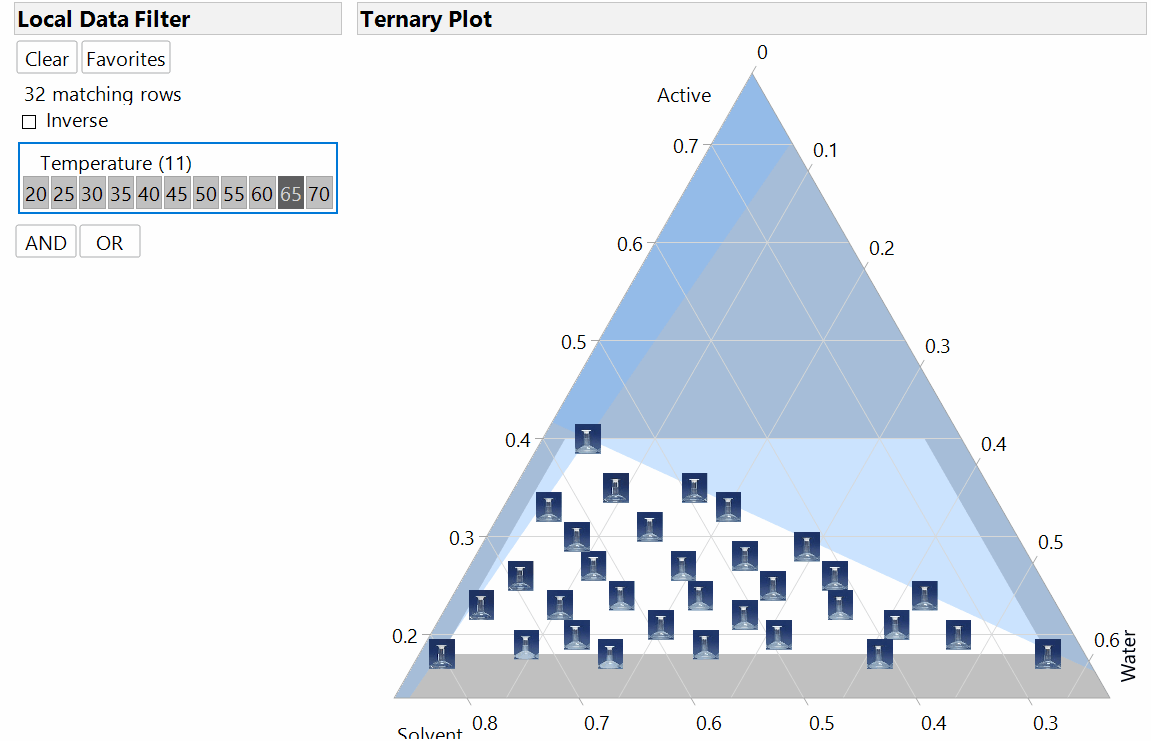 Local Data Filter
Clear Favorites
32 matching rows
Inverse
Temperature (11)
20 25 30 35 40 45 50 55 60 65 70
AND OR
Ternary Plot
0
Active
0.7 0.1
0.6 0.2
0.5 0.3
0.4 0.4
0.3 0.5
0.2 0.6
Water
Solvent 0.8 0.7 0.6 0.5 0.4 0.3